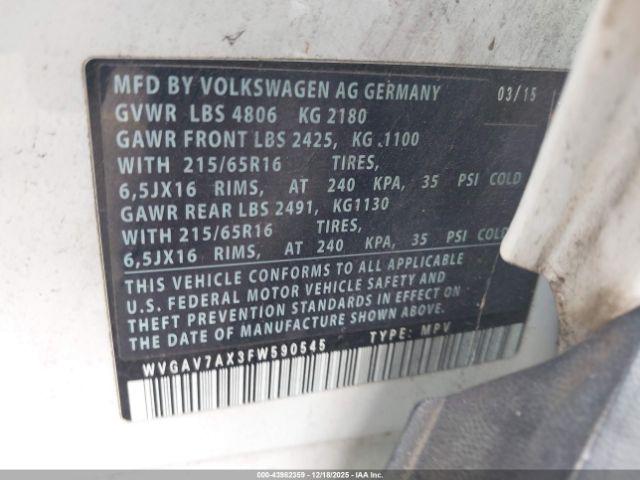 MFD BY VOLKSWAGEN AG GERMANY 03/15
GVWR LBS 4806 KG 2180
GAWR FRONT LBS 2425, KG .1100
WITH 215/65R16 TIRES,
6,5JX16 RIMS, AT 240 KPA, 35 PSI COLD
GAWR REAR LBS 2491, KG1130
WITH 215/65R16 TIRES,
6,5JX16 RIMS, AT 240 KPA, 35 PSI COLD
THIS VEHICLE CONFORMS TO ALL APPLICABLE
U.S. FEDERAL MOTOR VEHICLE SAFETY AND
THEFT PREVENTION STANDARDS IN EFFECT ON
THE DATE OF MANUFACTURE SHOWN ABOVE.
WVGAV7AX3FW590545 TYPE: MPV
000-43982359 - 12/18/2025 - IAAI.COM